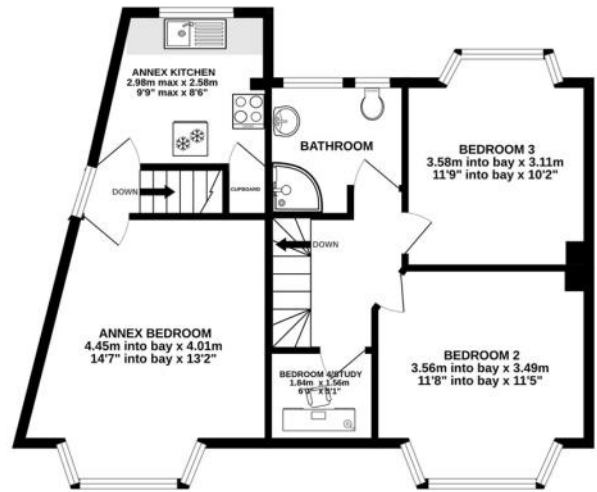 ANNEX KITCHEN
2.98m max x 2.58m
9'9" max x 8'6"
BATHROOM
BEDROOM 3
3.58m into bay x 3.11m
11'9" into bay x 10'2"
DOWN
CUPBOARD
DOWN
ANNEX BEDROOM
4.45m into bay x 4.01m
14'7" into bay x 13'2"
BEDROOM 4/STUDY
1.84m x 1.56m
BEDROOM 2
3.56m into bay x 3.49m
11'8" into bay x 11'5"